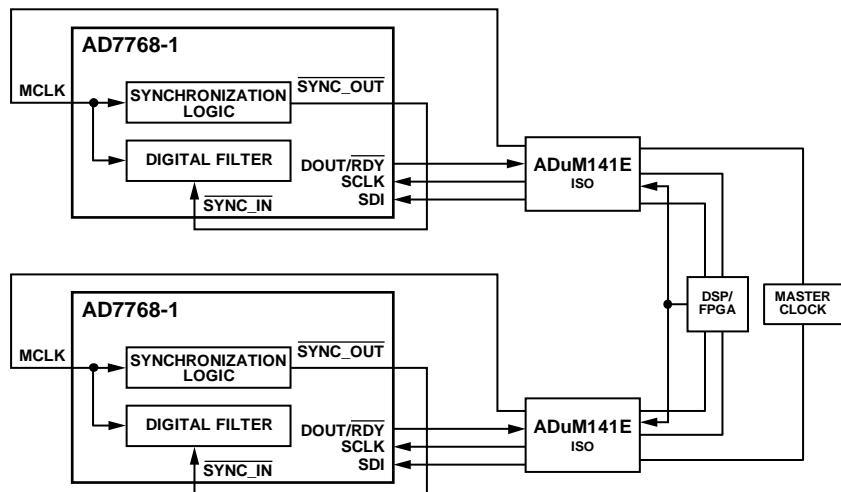 AD7768-1
MCLK
SYNCHRONIZATION
LOGIC
SYNC_OUT
DIGITAL FILTER
DOUT/RDY
SCLK
SDI
SYNC_IN
ADuM141E
ISO
DSP/
FPGA
MASTER
CLOCK
AD7768-1
MCLK
SYNCHRONIZATION
LOGIC
SYNC_OUT
DIGITAL FILTER
DOUT/RDY
SCLK
SDI
SYNC_IN
ADuM141E
ISO